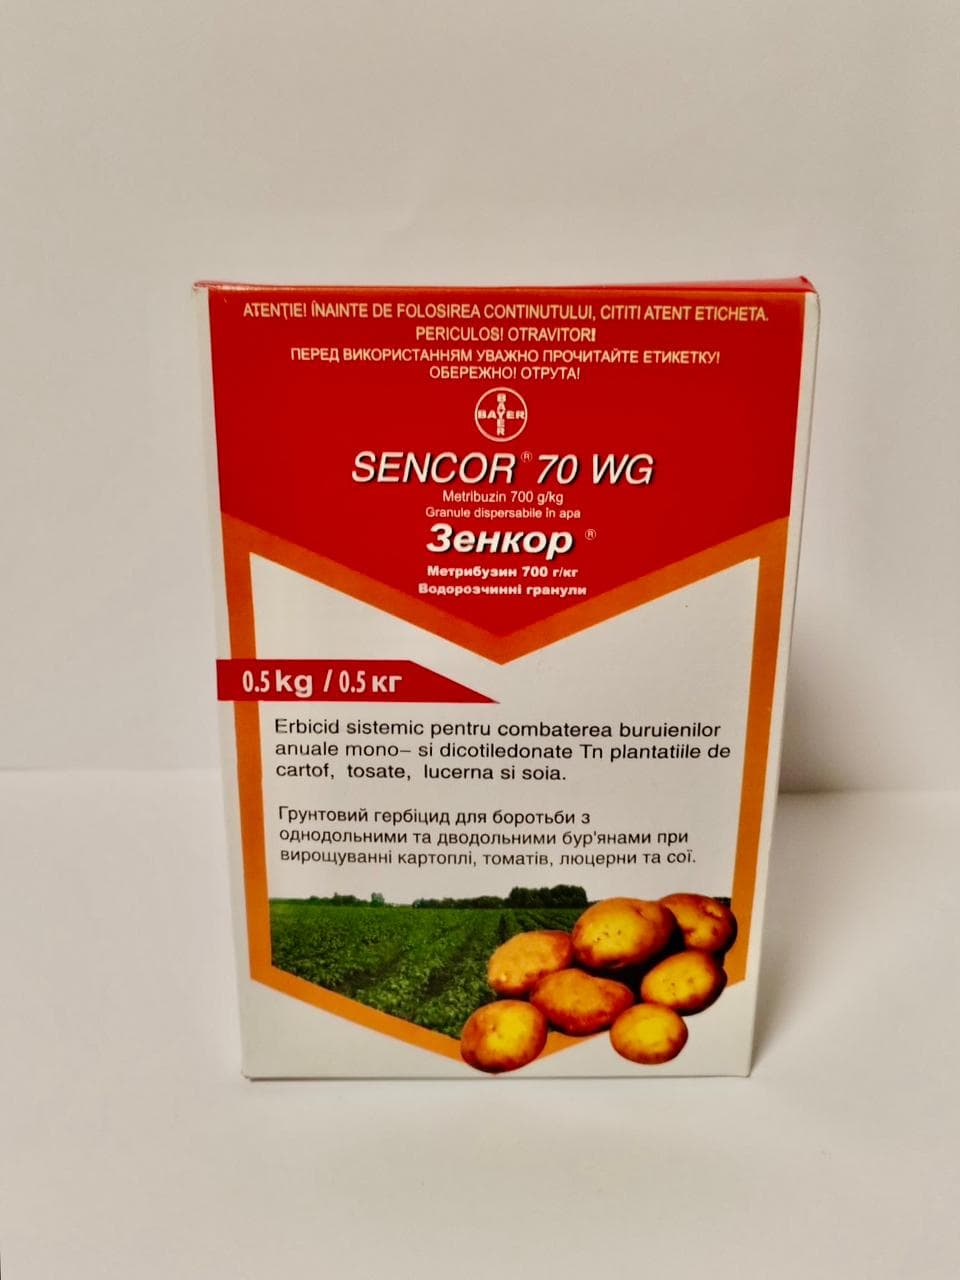 ATENŢIE! ÎNAINTE DE FOLOSIREA CONTINUTULUI, CITITI ATENT ETICHETA.
PERICULOS! OTRAVITOR!
ПЕРЕД ВИКОРИСТАННЯМ УВАЖНО ПРОЧИТАЙТЕ ЕТИКЕТКУ!
ОБЕРЕЖНО! ОТРУТА!
BAYER
BAYER
SENCOR® 70 WG
Metribuzin 700 g/kg
Granule dispersabile în apa
Зенкор ®
Метрибузин 700 г/кг
Водорозчинні гранули
0.5 kg / 0.5 кг
Erbicid sistemic pentru combaterea buruienilor
anuale mono– si dicotiledonate Tn plantatiile de
cartof, tosate, lucerna si soia.
Грунтовий гербіцид для боротьби з
однодольними та дводольними бур'янами при
вирощуванні картоплі, томатів, люцерни та сої.